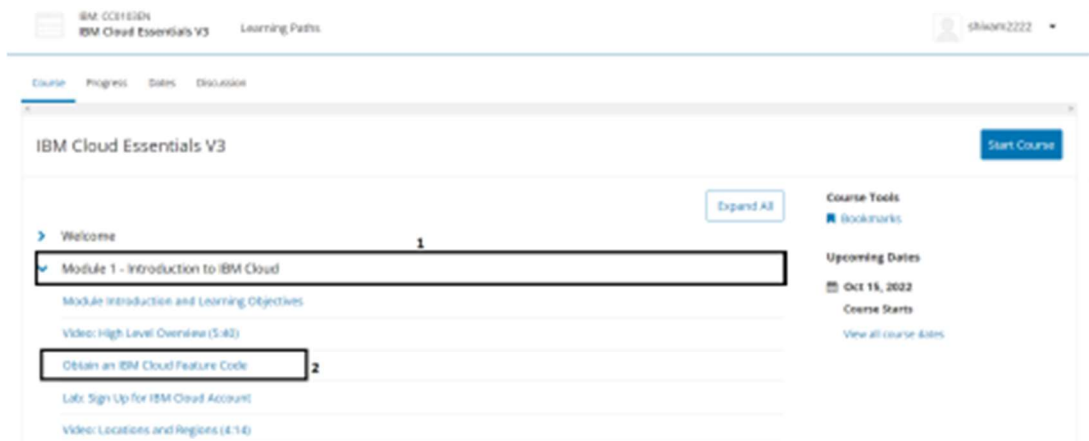 IBM: CC0103EN
IBM Cloud Essentials V3
Learning Paths
shivam2222
Course Progress Dates Discussion
IBM Cloud Essentials V3
Start Course
Expand All
Welcome
1
Module 1 - Introduction to IBM Cloud
Module Introduction and Learning Objectives
Video: High Level Overview (5:40)
Obtain an IBM Cloud Feature Code
2
Lab: Sign Up for IBM Cloud Account
Video: Locations and Regions (4:14)
Course Tools
Bookmarks
Upcoming Dates
Oct 15, 2022
Course Starts
View all course dates